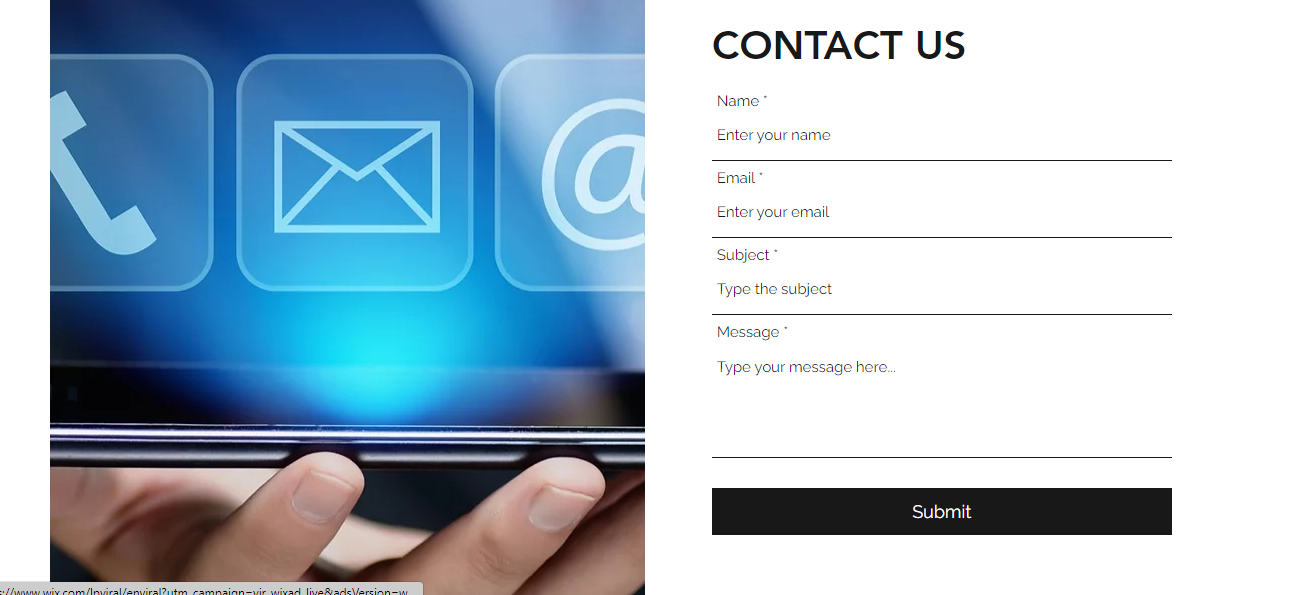 CONTACT US
Name *
Enter your name
Email *
Enter your email
Subject *
Type the subject
Message *
Type your message here...
Submit
@
s://www.wix.com/lpviral/enviral?utm_campaign=vir_wixad_live&adsVersion=w...